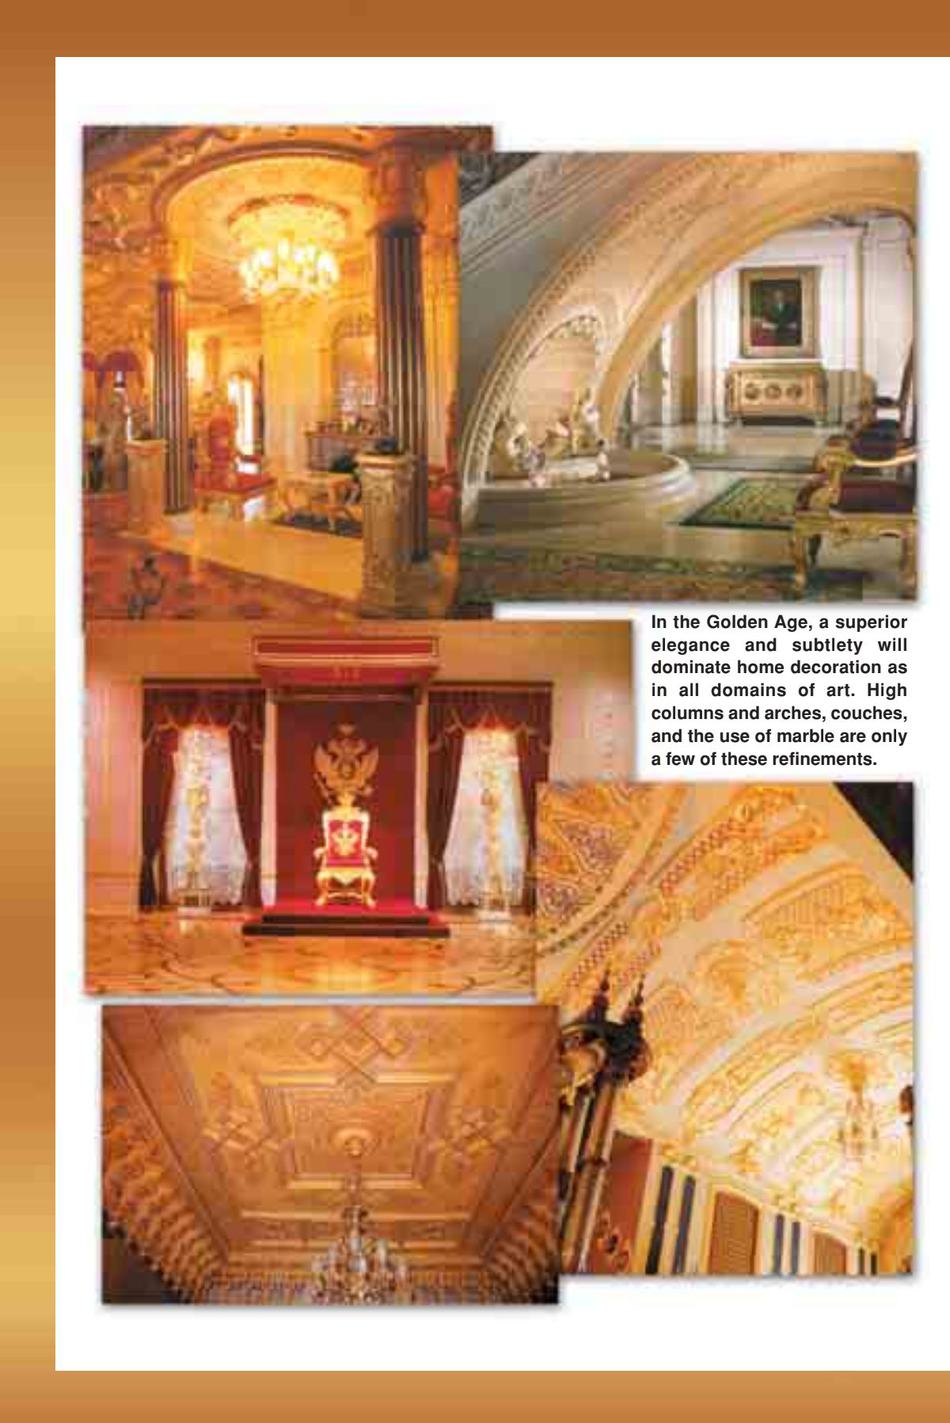 In the Golden Age, a superior
elegance and subtlety will
dominate home decoration as
in all domains of art. High
columns and arches, couches,
and the use of marble are only
a few of these refinements.